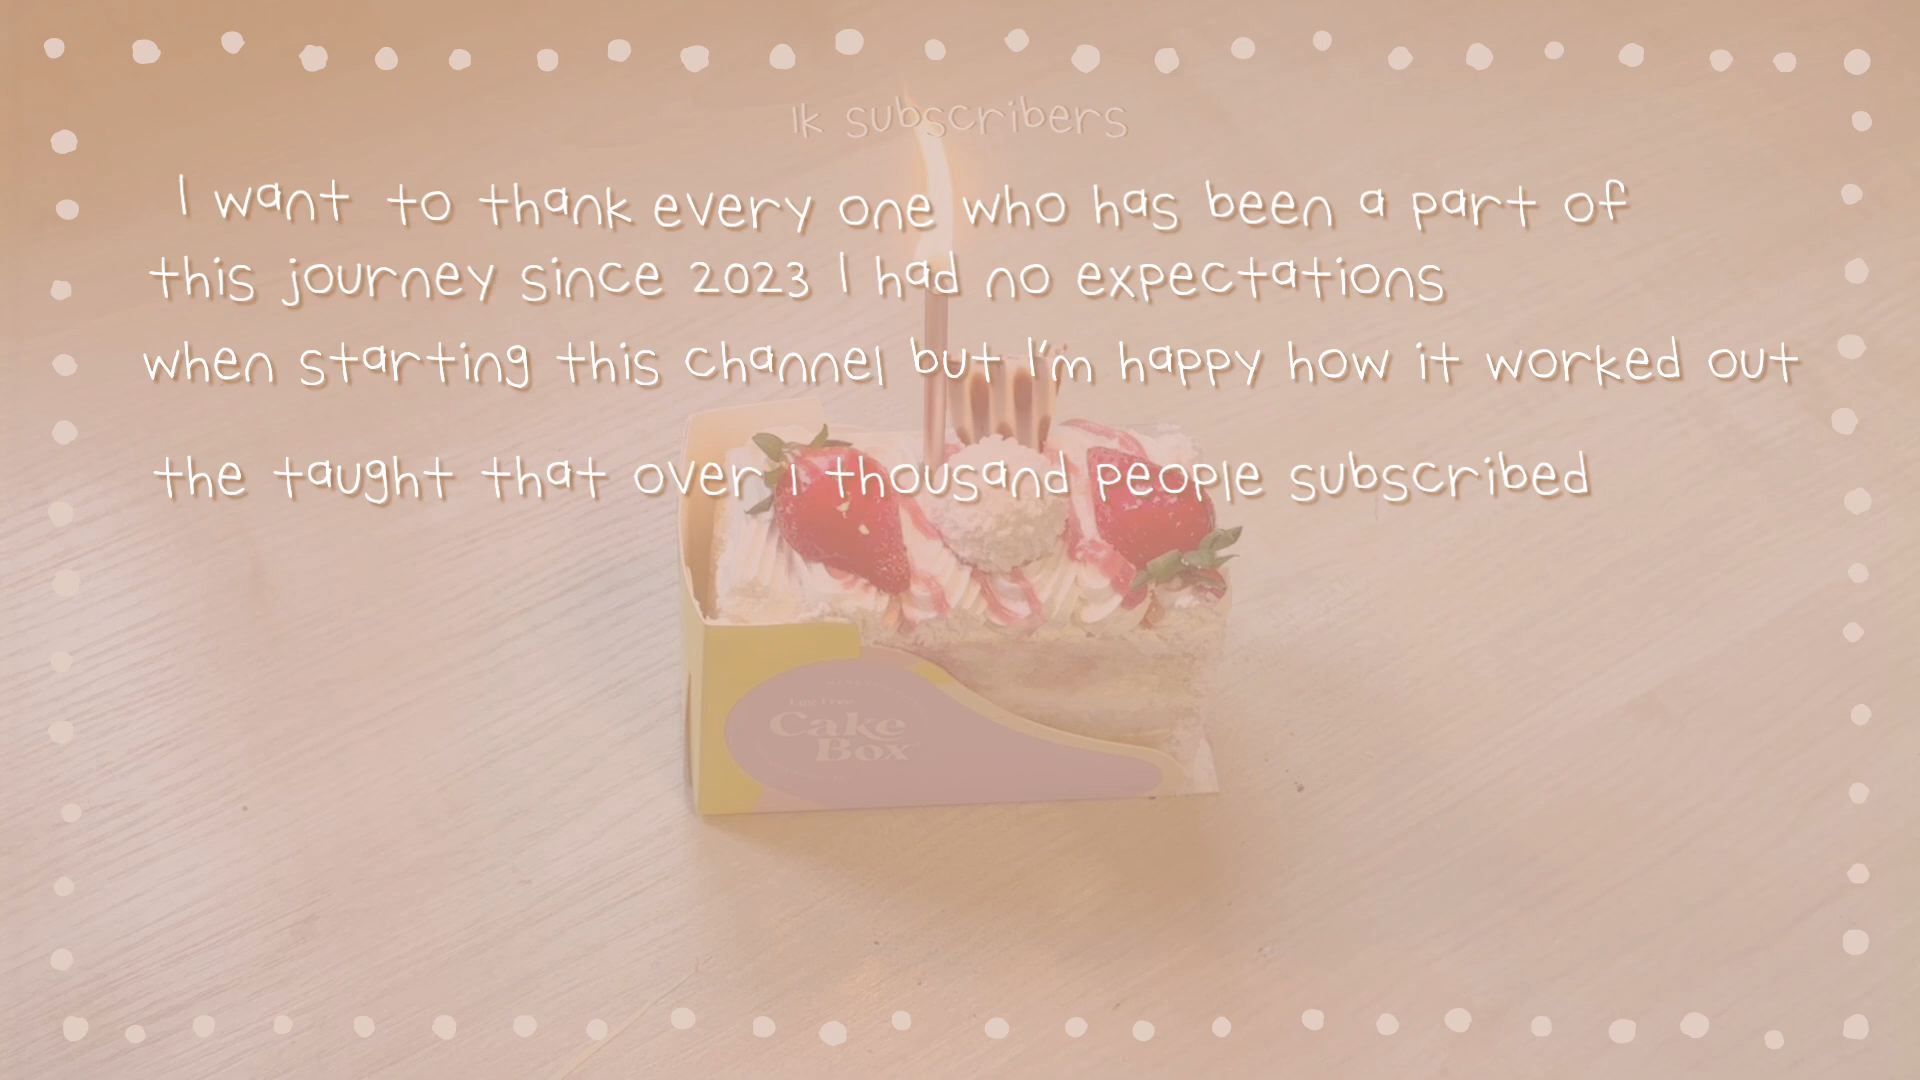 1k subscribers
I want to thank every one who has been a part of
this journey since 2023 I had no expectations
when starting this channel but I'm happy how it worked out
the taught that over 1 thousand people subscribed
Egg Free
Cake
Box